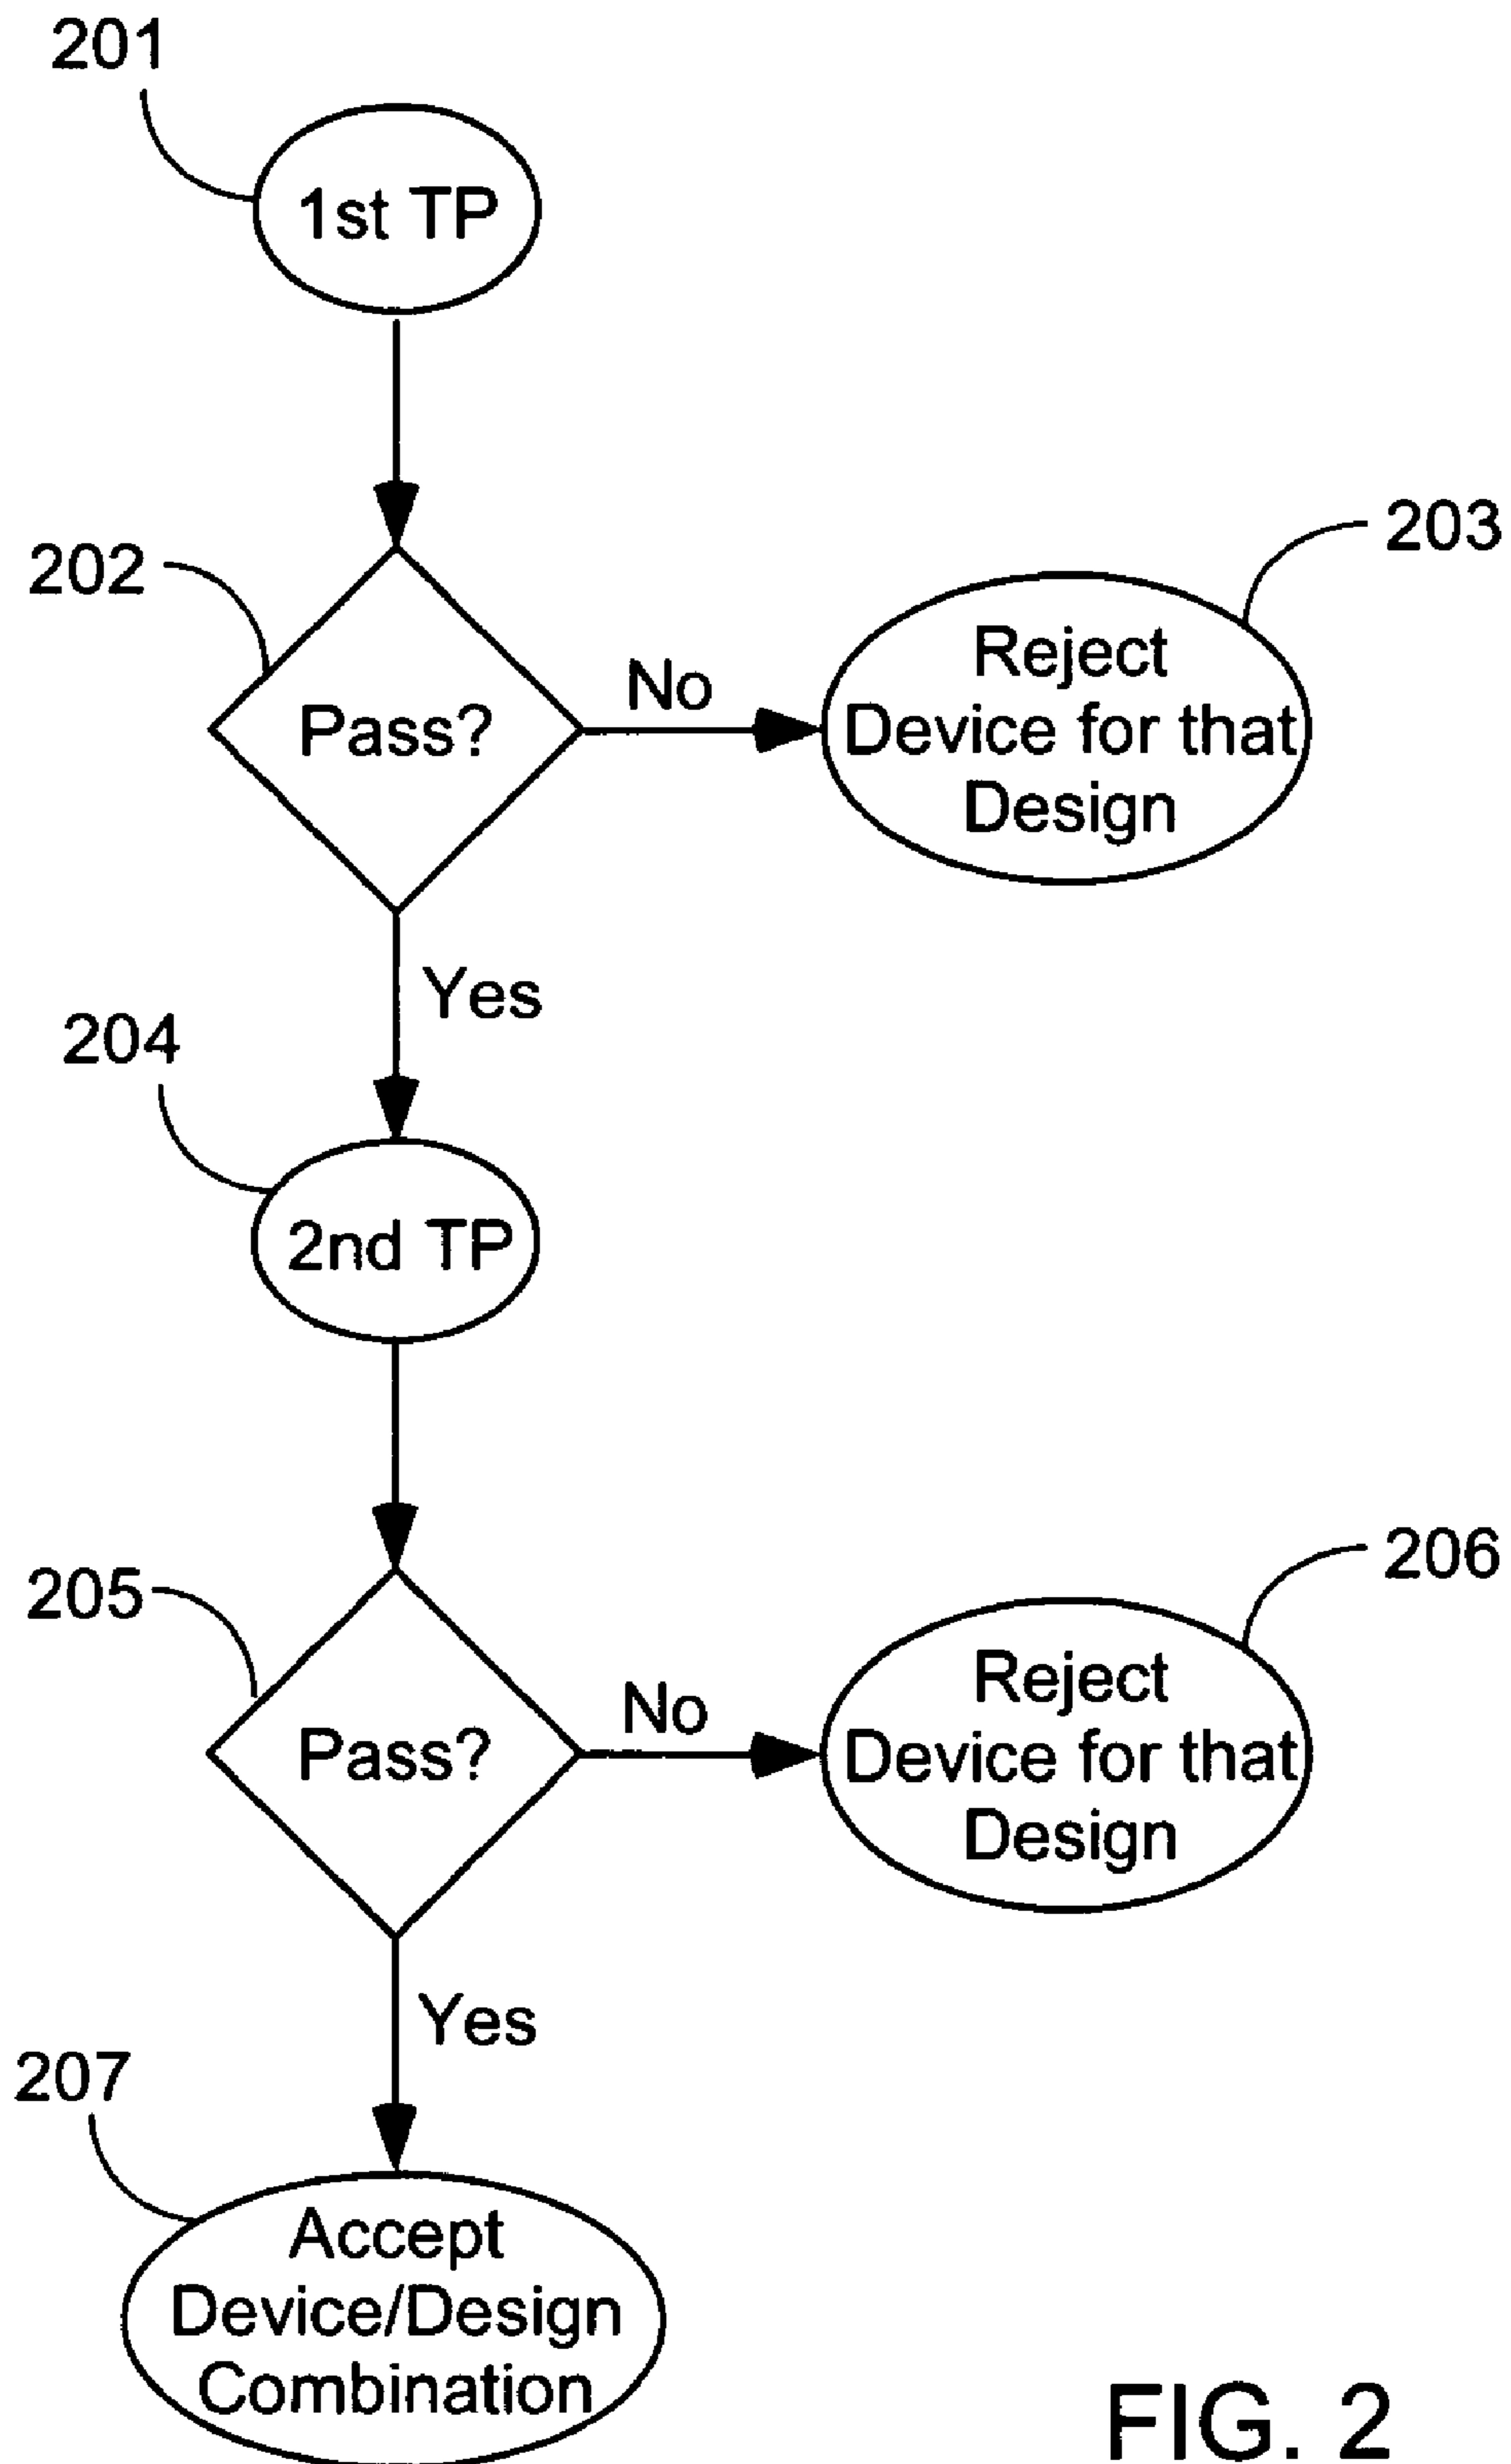 201
1st TP
202
Pass?
No
203
Reject
Device for that
Design
Yes
204
2nd TP
205
Pass?
No
206
Reject
Device for that
Design
Yes
207
Accept
Device/Design
Combination
FIG. 2